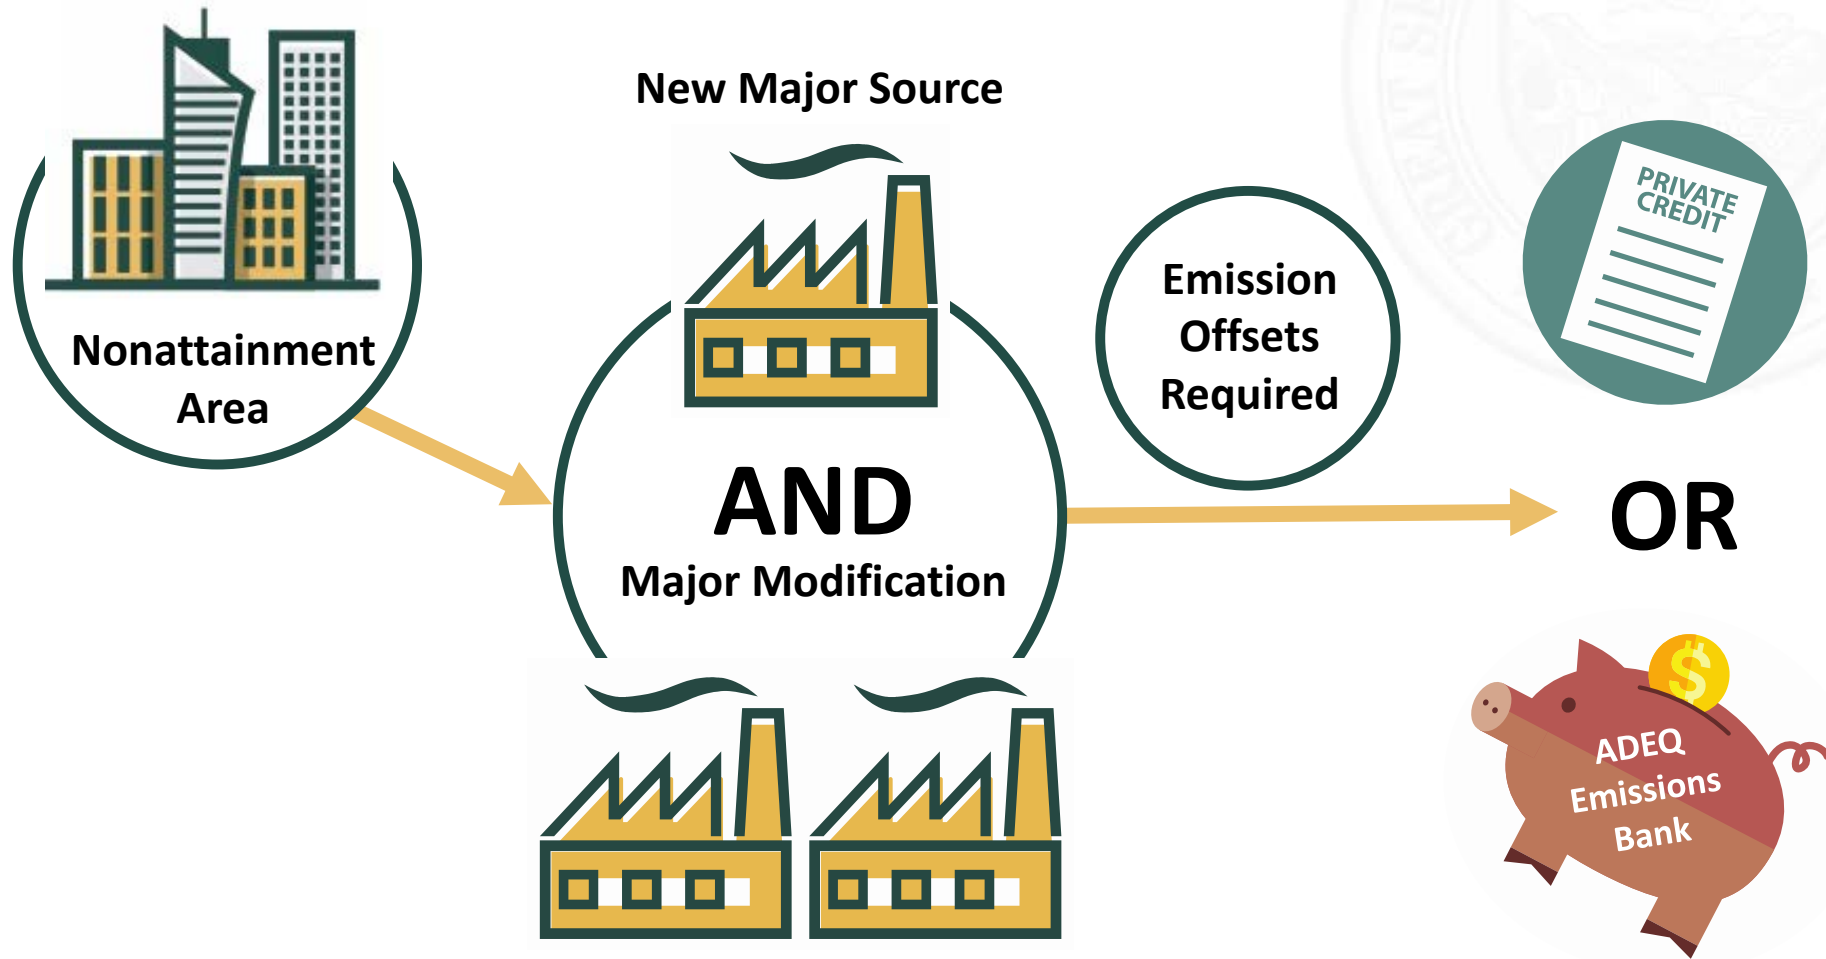 New Major Source
Nonattainment
Area
AND
Major Modification
Emission
Offsets
Required
PRIVATE
CREDIT
OR
$
ADEQ
Emissions
Bank